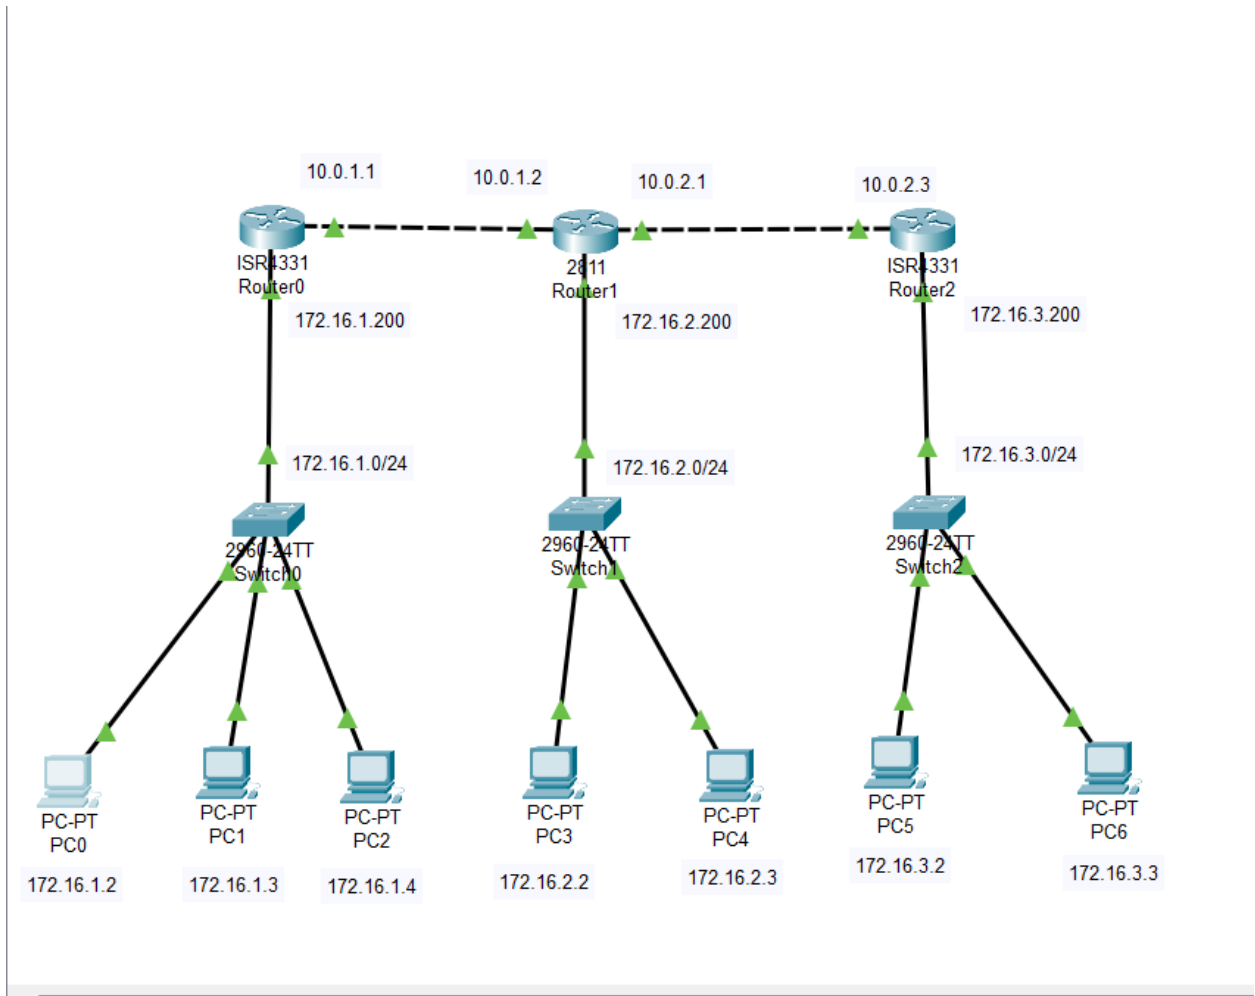 10.0.1.1
10.0.1.2
10.0.2.1
10.0.2.3
ISR4331
Router0
2811
Router1
ISR4331
Router2
172.16.1.200
172.16.2.200
172.16.3.200
172.16.1.0/24
172.16.2.0/24
172.16.3.0/24
2960-24TT
Switch0
2960-24TT
Switch1
2960-24TT
Switch2
PC-PT
PC0
PC-PT
PC1
PC-PT
PC2
PC-PT
PC3
PC-PT
PC4
PC-PT
PC5
PC-PT
PC6
172.16.1.2
172.16.1.3
172.16.1.4
172.16.2.2
172.16.2.3
172.16.3.2
172.16.3.3